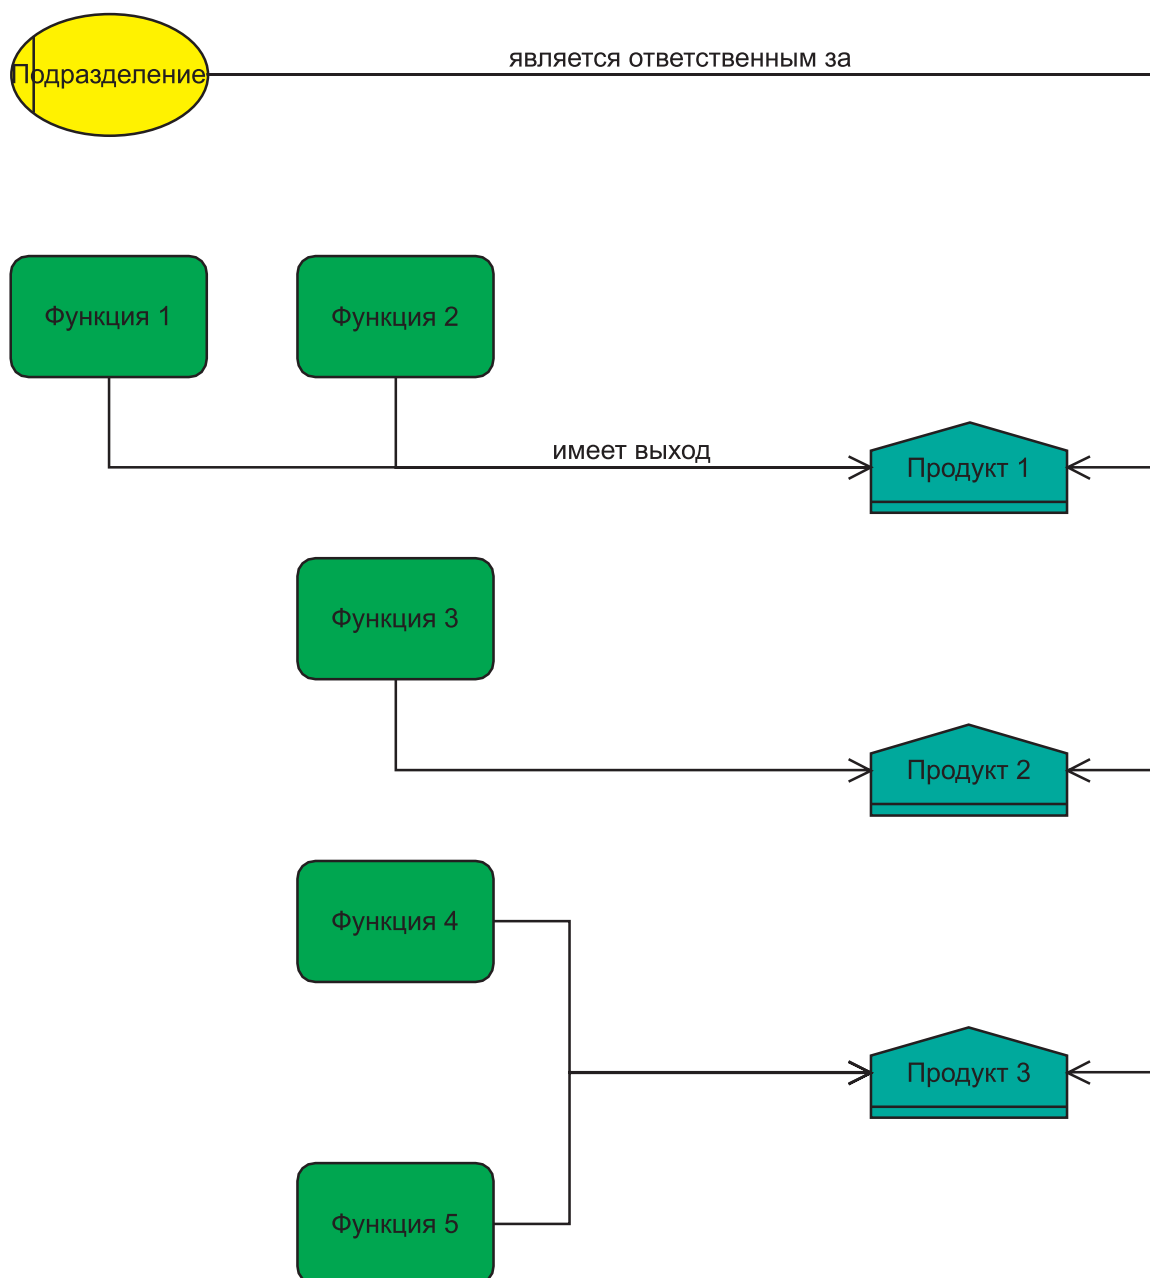 Подразделение
является ответственным за
Функция 1
Функция 2
имеет выход
Продукт 1
Функция 3
Продукт 2
Функция 4
Продукт 3
Функция 5